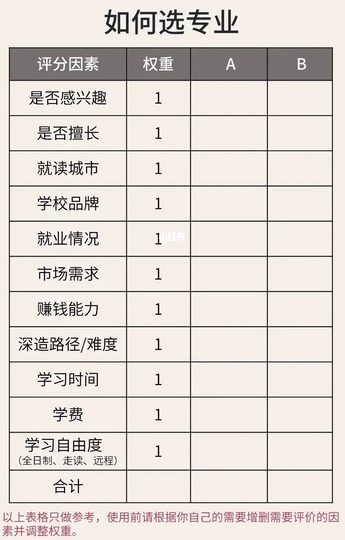 如何选专业
评分因素 权重 A B
是否感兴趣 1
是否擅长 1
就读城市 1
学校品牌 1
就业情况 1
市场需求 1
赚钱能力 1
深造路径/难度 1
学习时间 1
学费 1
学习自由度 1
（全日制、走读、远程）
合计
以上表格只做参考，使用前请根据你自己的需要增删需要评价的因
素并调整权重。